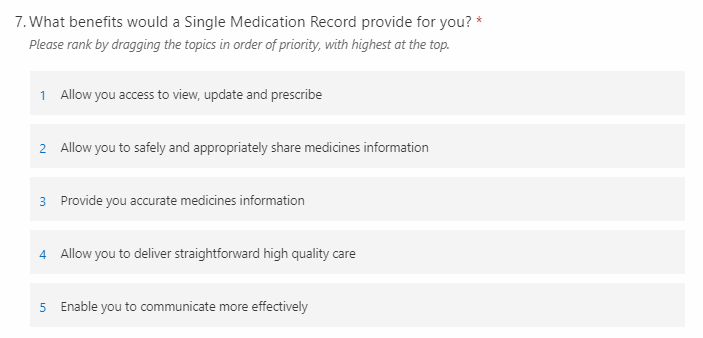 7. What benefits would a Single Medication Record provide for you? *
Please rank by dragging the topics in order of priority, with highest at the top.
1 Allow you access to view, update and prescribe
2 Allow you to safely and appropriately share medicines information
3 Provide you accurate medicines information
4 Allow you to deliver straightforward high quality care
5 Enable you to communicate more effectively